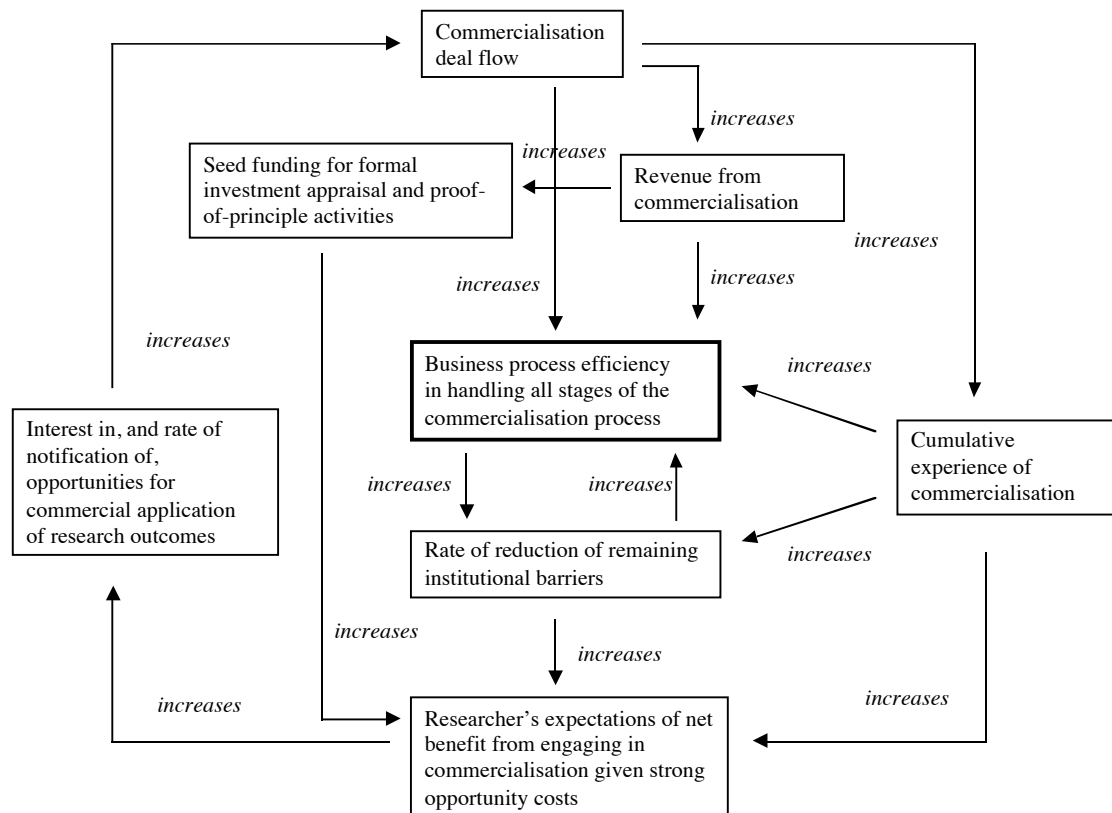 Commercialisation
deal flow
increases
increases
Seed funding for formal
investment appraisal and proof-
of-principle activities
Revenue from
commercialisation
increases
increases
increases
increases
Business process efficiency
in handling all stages of the
commercialisation process
increases
Interest in, and rate of
notification of,
opportunities for
commercial application
of research outcomes
Cumulative
experience of
commercialisation
increases
increases
Rate of reduction of remaining
institutional barriers
increases
increases
increases
increases
increases
Researcher’s expectations of net
benefit from engaging in
commercialisation given strong
opportunity costs